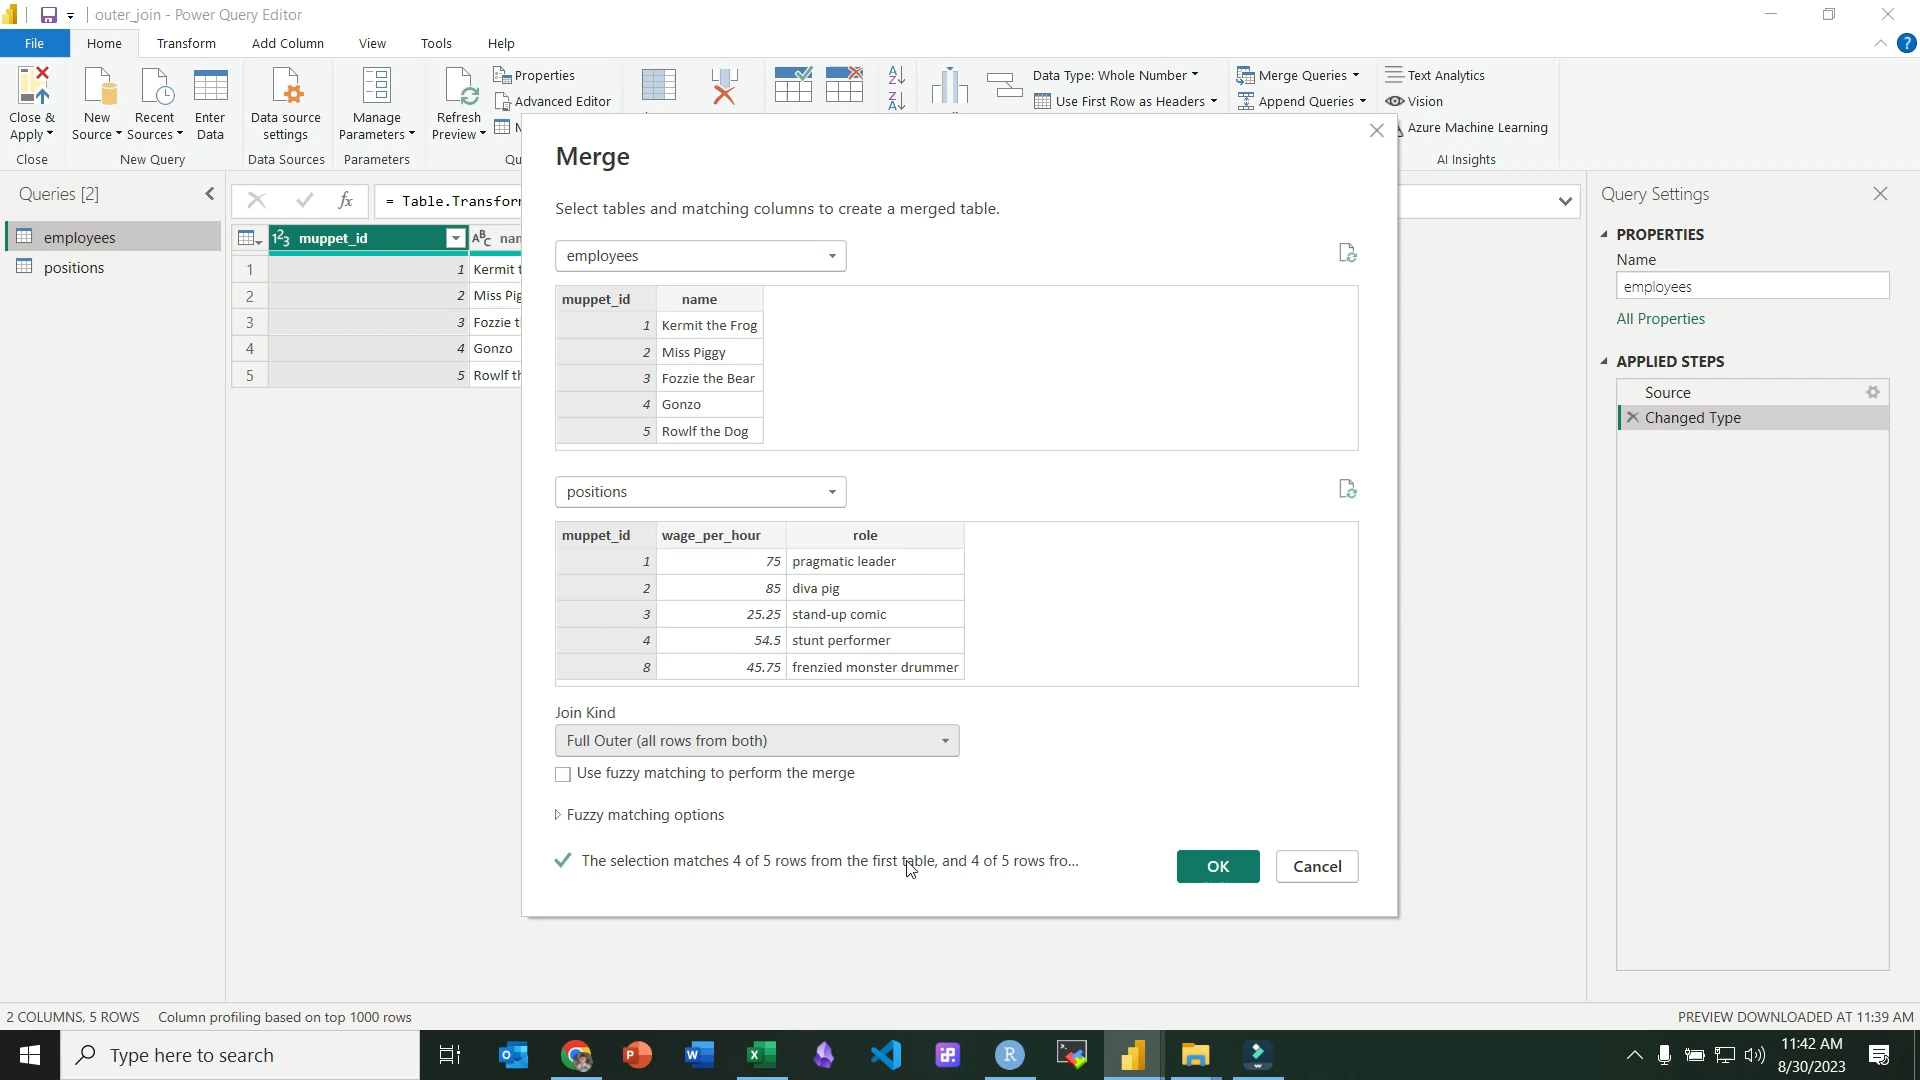 outer_join - Power Query Editor
File Home Transform Add Column View Tools Help
Close & Apply
New Source
Recent Sources
Enter Data
Data source settings
Manage Parameters
Refresh Preview
Properties
Advanced Editor
Data Type: Whole Number
Use First Row as Headers
Merge Queries
Append Queries
Text Analytics
Vision
Azure Machine Learning
Close
New Query
Data Sources
Parameters
AI Insights
Queries [2]
employees
positions
= Table.Transfor
muppet_id
1 Kermit t
2 Miss Pig
3 Fozzie t
4 Gonzo
5 Rowlf th
Merge
Select tables and matching columns to create a merged table.
employees
muppet_id name
1 Kermit the Frog
2 Miss Piggy
3 Fozzie the Bear
4 Gonzo
5 Rowlf the Dog
positions
muppet_id wage_per_hour role
1 75 pragmatic leader
2 85 diva pig
3 25.25 stand-up comic
4 54.5 stunt performer
8 45.75 frenzied monster drummer
Join Kind
Full Outer (all rows from both)
Use fuzzy matching to perform the merge
Fuzzy matching options
The selection matches 4 of 5 rows from the first table, and 4 of 5 rows fro...
OK Cancel
Query Settings
PROPERTIES
Name
employees
All Properties
APPLIED STEPS
Source
Changed Type
2 COLUMNS, 5 ROWS Column profiling based on top 1000 rows
PREVIEW DOWNLOADED AT 11:39 AM
Type here to search
11:42 AM
8/30/2023